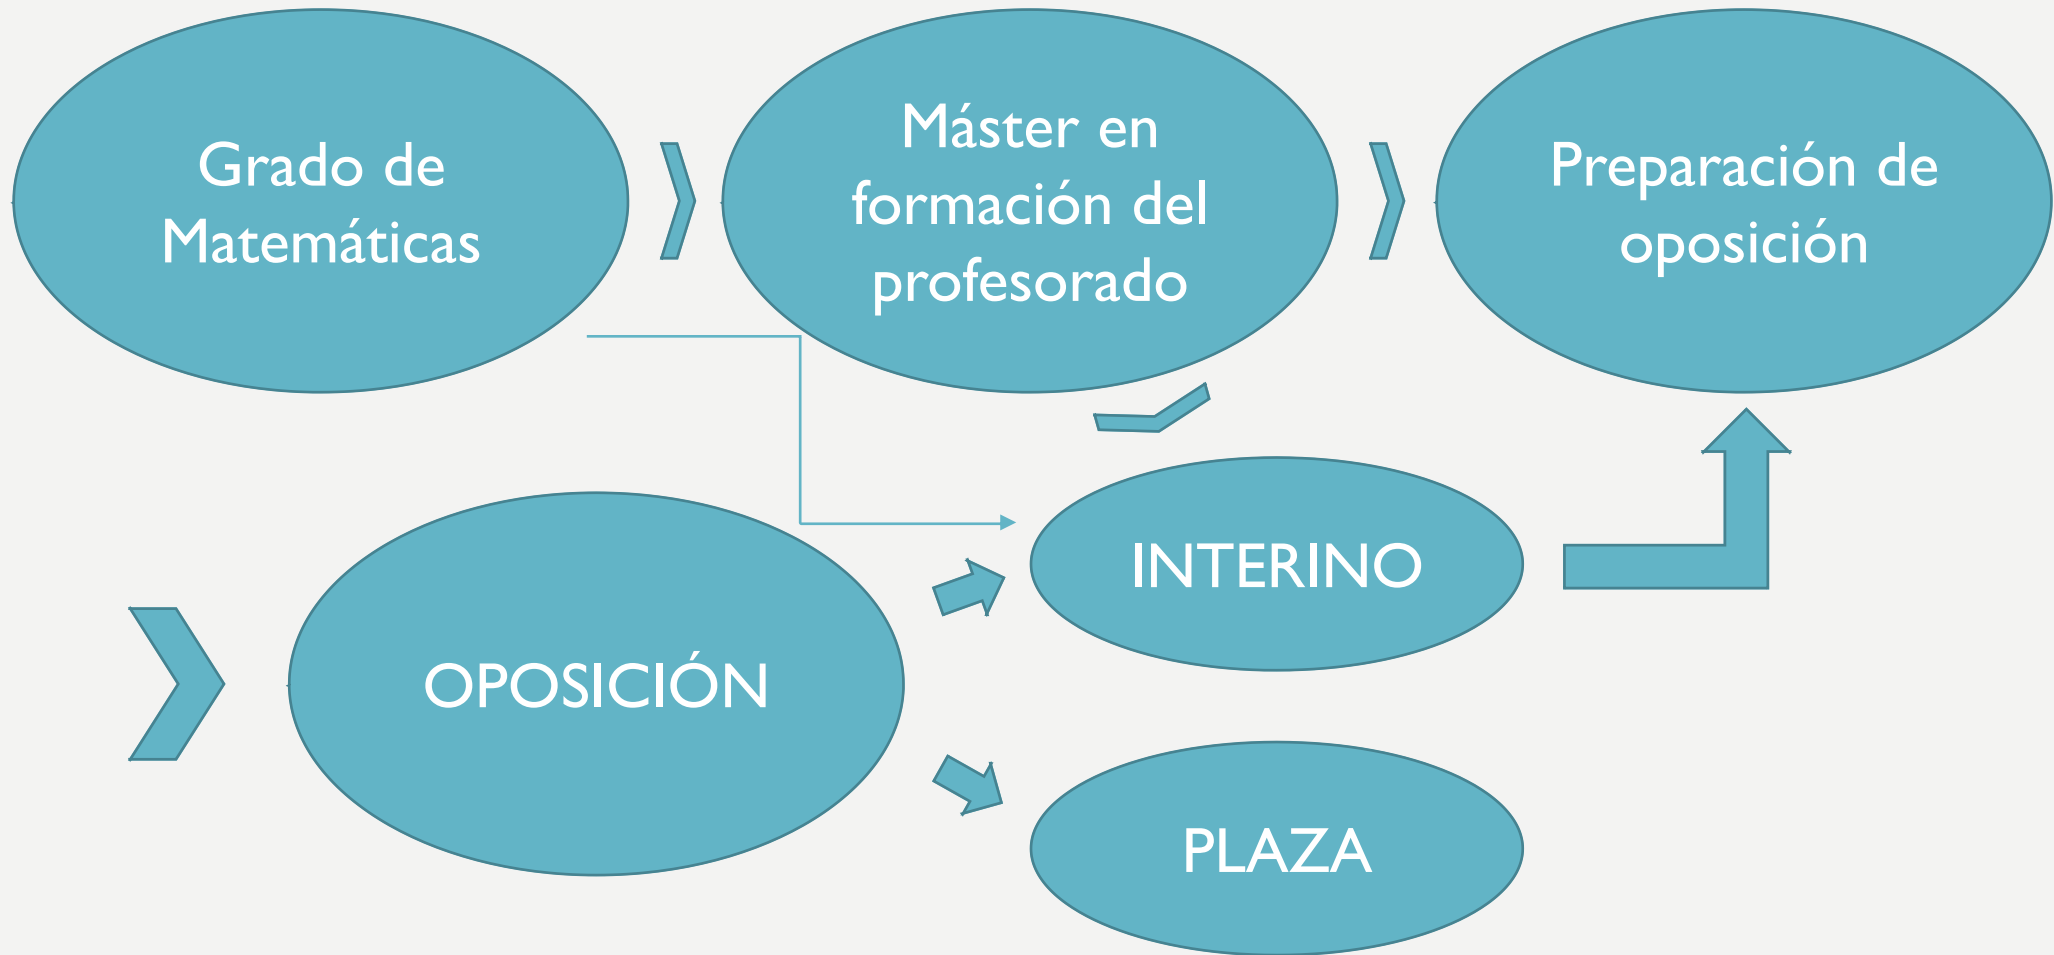 Grado de
Matemáticas
Máster en
formación del
profesorado
Preparación de
oposición
OPOSICIÓN
INTERINO
PLAZA